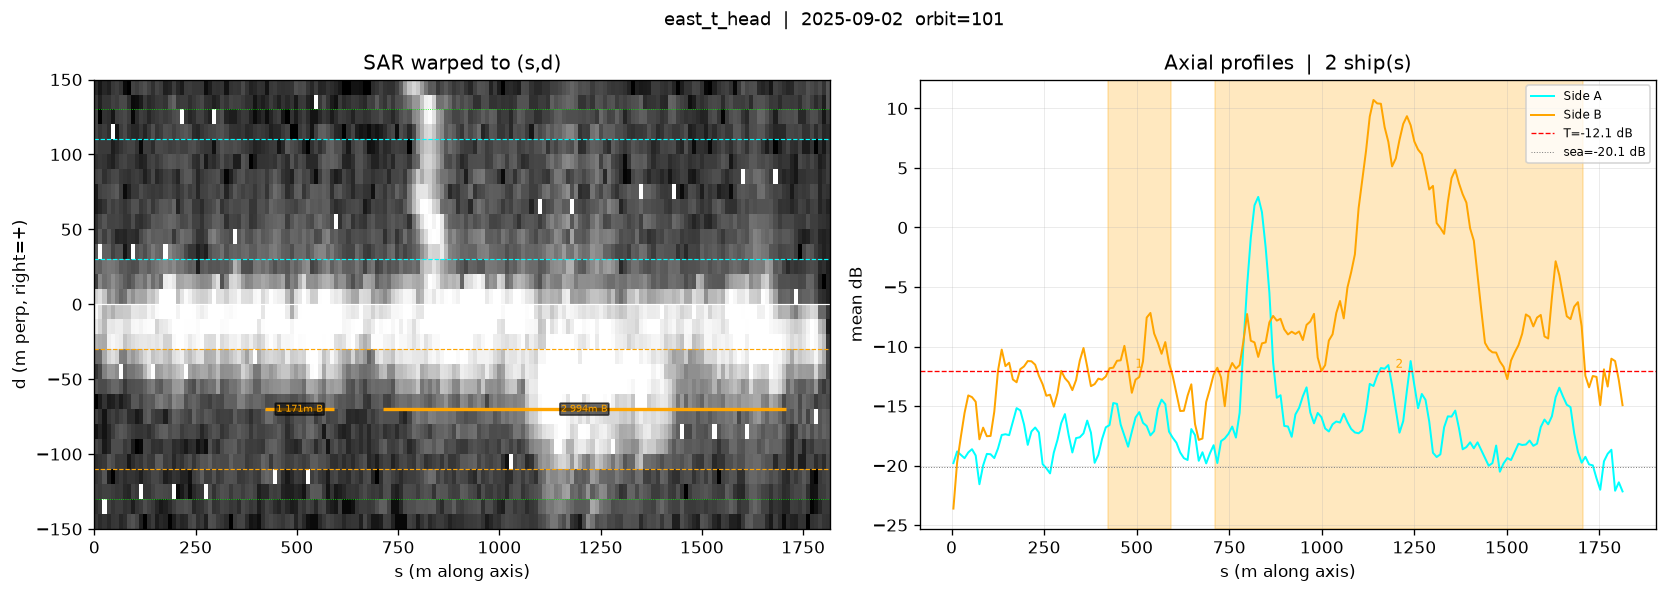 east_t_head  |  2025-09-02  orbit=101
SAR warped to (s,d)
150
100
50
0
−50
−100
−150
d (m perp, right=+)
1 171m B
2 994m B
0
250
500
750
1000
1250
1500
1750
s (m along axis)
Axial profiles  |  2 ship(s)
10
5
0
−5
−10
−15
−20
−25
mean dB
Side A
Side B
T=-12.1 dB
sea=-20.1 dB
1
2
0
250
500
750
1000
1250
1500
1750
s (m along axis)